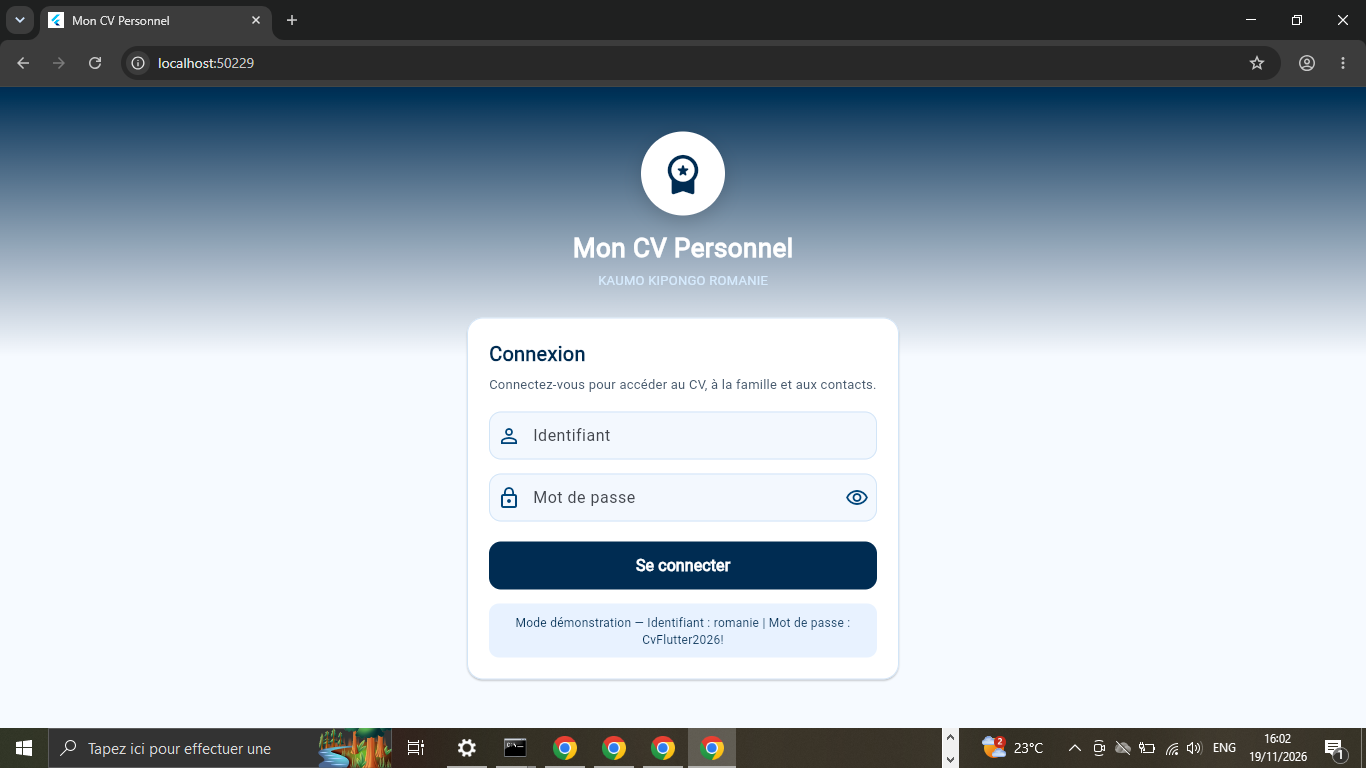 Mon CV Personnel
localhost:50229
Mon CV Personnel
KAUMO KIPONGO ROMANIE
Connexion
Connectez-vous pour accéder au CV, à la famille et aux contacts.
Identifiant
Mot de passe
Se connecter
Mode démonstration — Identifiant : romanie | Mot de passe :
CvFlutter2026!
Tapez ici pour effectuer une
2
23°C
ENG
16:02
19/11/2026
1